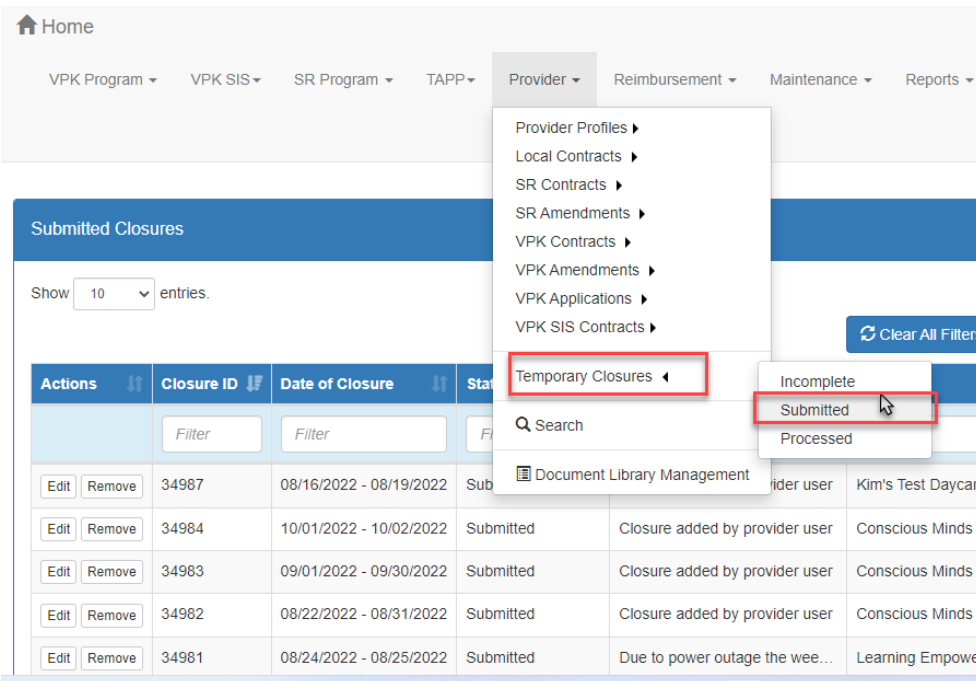 Home
VPK Program VPK SIS SR Program TAPP Provider Reimbursement Maintenance Reports
Provider Profiles
Local Contracts
SR Contracts
SR Amendments
VPK Contracts
VPK Amendments
VPK Applications
VPK SIS Contracts
Temporary Closures
Search
Document Library Management
Incomplete
Submitted
Processed
Submitted Closures
Show 10 entries.
Clear All Filters
Actions Closure ID Date of Closure Stat
Filter Filter Fi
Edit Remove 34987 08/16/2022 - 08/19/2022 Sub vider user Kim's Test Daycar
Edit Remove 34984 10/01/2022 - 10/02/2022 Submitted Closure added by provider user Conscious Minds
Edit Remove 34983 09/01/2022 - 09/30/2022 Submitted Closure added by provider user Conscious Minds
Edit Remove 34982 08/22/2022 - 08/31/2022 Submitted Closure added by provider user Conscious Minds
Edit Remove 34981 08/24/2022 - 08/25/2022 Submitted Due to power outage the wee... Learning Empowe